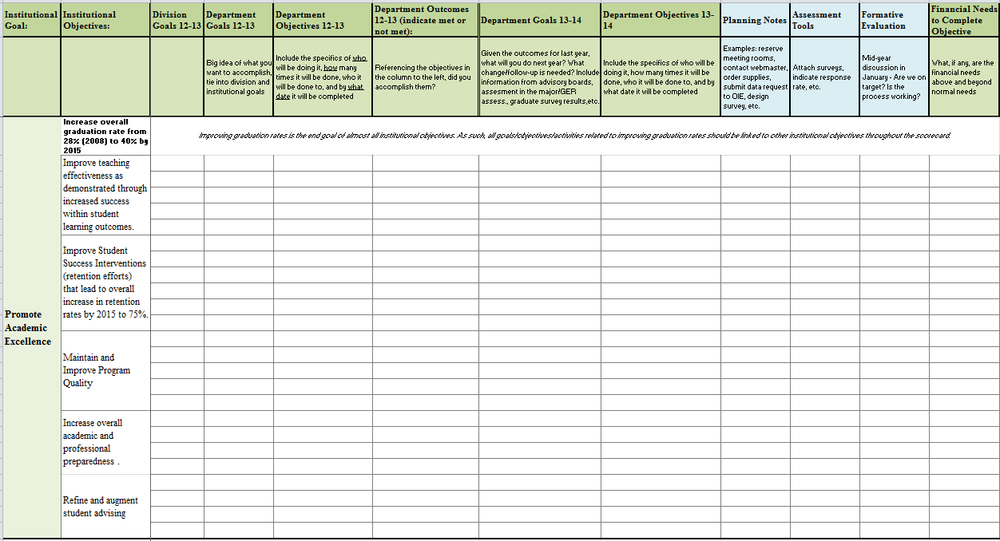 Institutional Goal:
Institutional Objectives:
Division Goals 12-13
Department Goals 12-13
Department Objectives 12-13
Department Outcomes 12-13 (indicate met or not met):
Department Goals 13-14
Department Objectives 13-14
Planning Notes
Assessment Tools
Formative Evaluation
Financial Needs to Complete Objective
Big idea of what you
want to accomplish,
tie into division and
institutional goals
Include the specifics of who
will be doing it, how many
times it will be done, who it
will be done to, and by what
date it will be completed
Referencing the objectives in
the column to the left, did you
accomplish them?
Given the outcomes for last year,
what will you do next year? What
change/follow-up is needed? Include
information from advisory boards,
assesment in the major/GER
assess., graduate survey results,etc.
Include the specifics of who will be
doing it, how many times it will be
done, who it will be done to, and by
what date it will be completed
Examples: reserve
meeting rooms,
contact webmaster,
order supplies,
submit data request
to OIE, design
survey, etc.
Attach surveys,
indicate response
rate, etc.
Mid-year
discussion in
January - Are we on
target? Is the
process working?
What, if any, are the
financial needs
above and beyond
normal needs
Promote
Academic
Excellence
Increase overall
graduation rate from
28% (2008) to 40% by
2015
Improving graduation rates is the end goal of almost all institutional objectives. As such, all goals/objectives/activities related to improving graduation rates should be linked to other institutional objectives throughout the scorecard.
Improve teaching
effectiveness as
demonstrated through
increased success
within student
learning outcomes.
Improve Student
Success Interventions
(retention efforts)
that lead to overall
increase in retention
rates by 2015 to 75%.
Maintain and
Improve Program
Quality
Increase overall
academic and
professional
preparedness .
Refine and augment
student advising